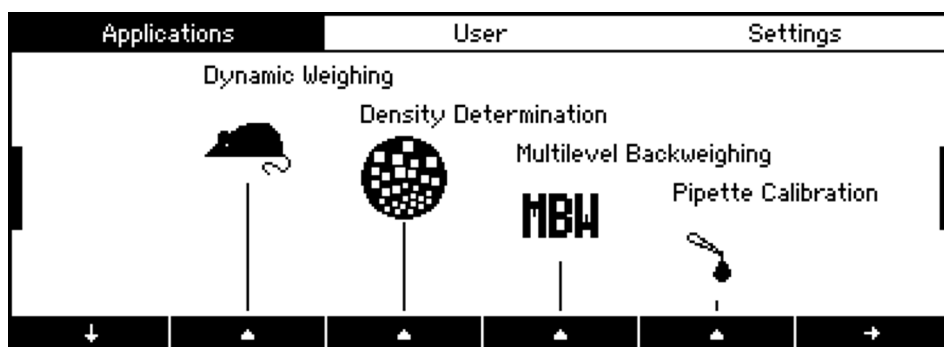 Applications User Settings
Dynamic Weighing
Density Determination
Multilevel Backweighing
Pipette Calibration
MBW